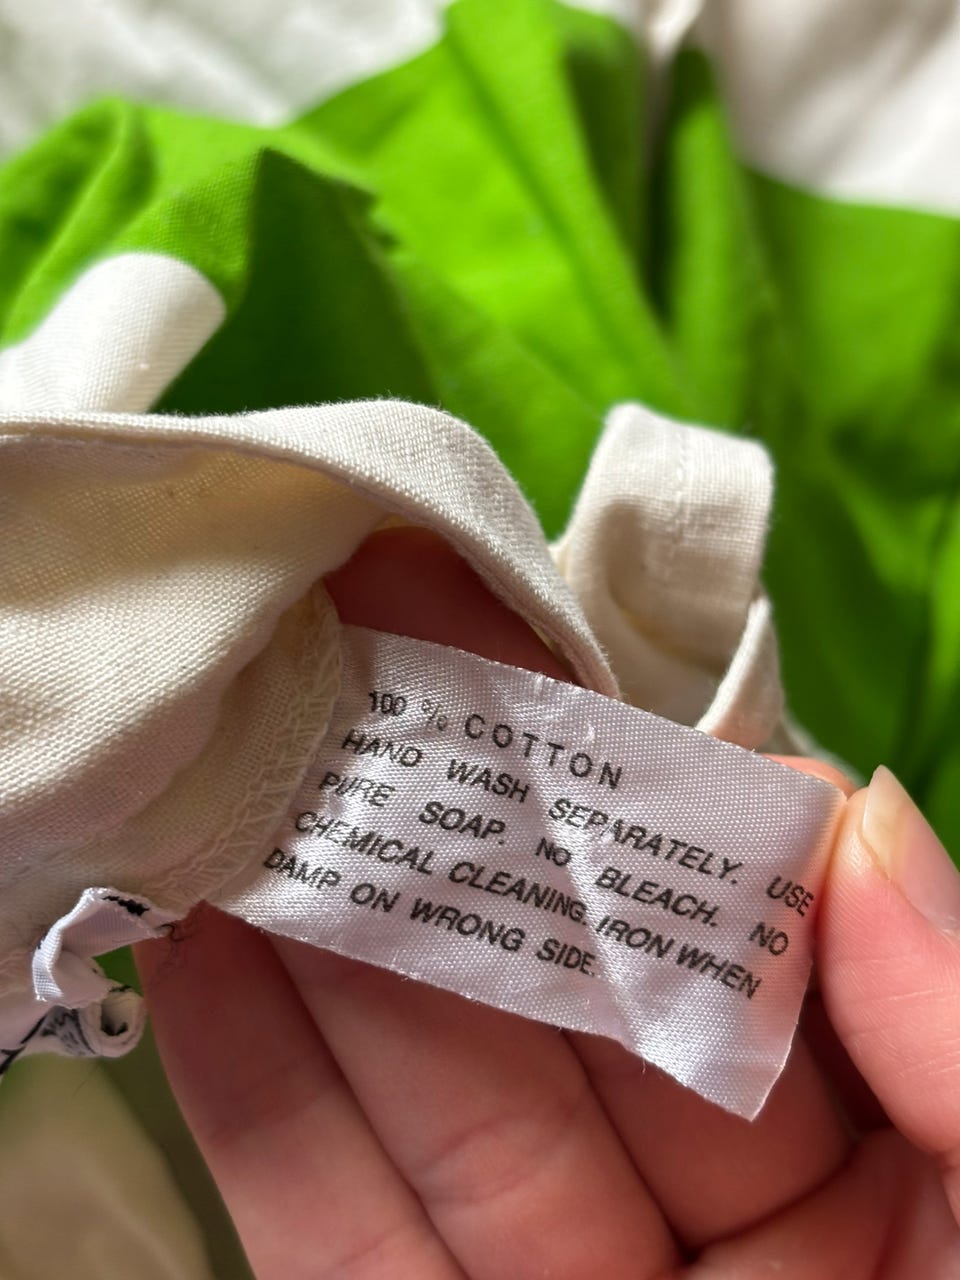 100 % COTTON
HAND WASH SEPARATELY. USE
PURE SOAP. NO BLEACH. NO
CHEMICAL CLEANING. IRON WHEN
DAMP ON WRONG SIDE.